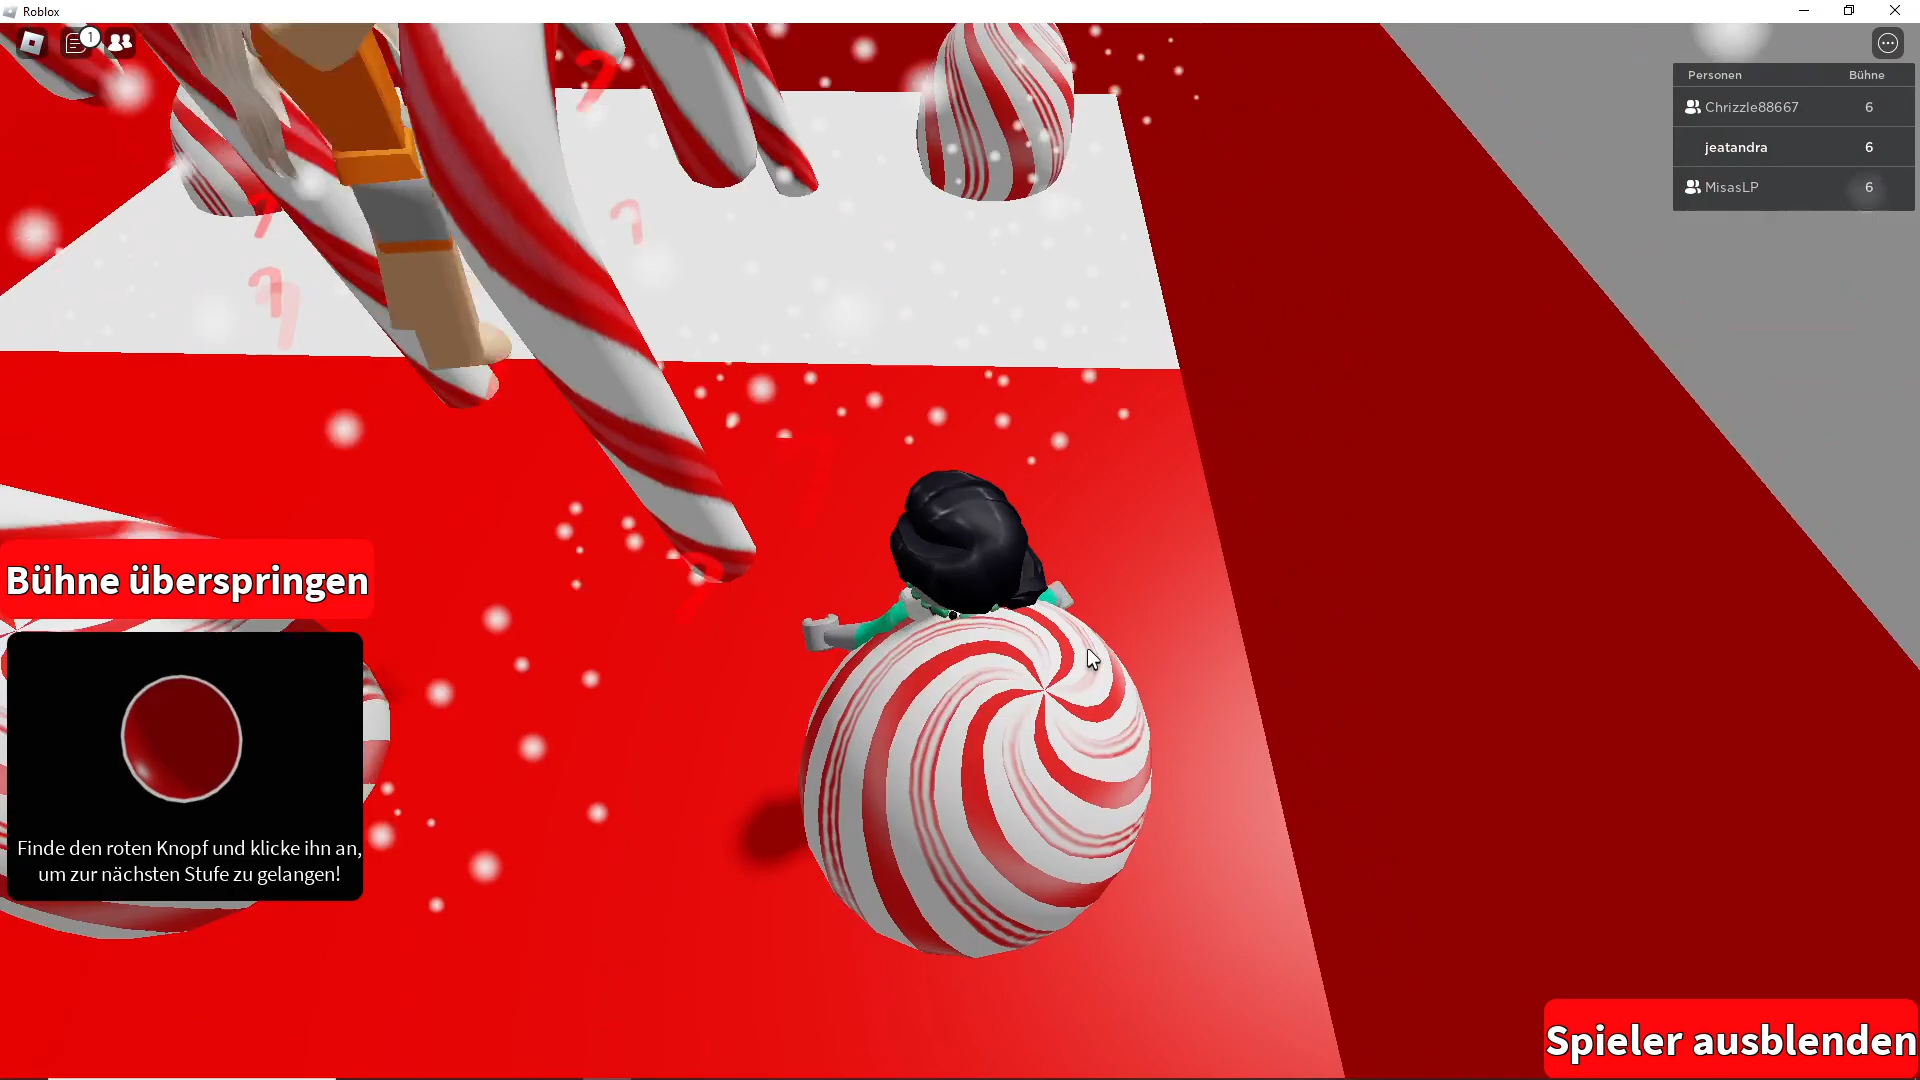 Roblox
1
Personen Bühne
Chrizzle88667 6
jeatandra 6
MisasLP 6
Bühne überspringen
Finde den roten Knopf und klicke ihn an,
um zur nächsten Stufe zu gelangen!
Spieler ausblenden